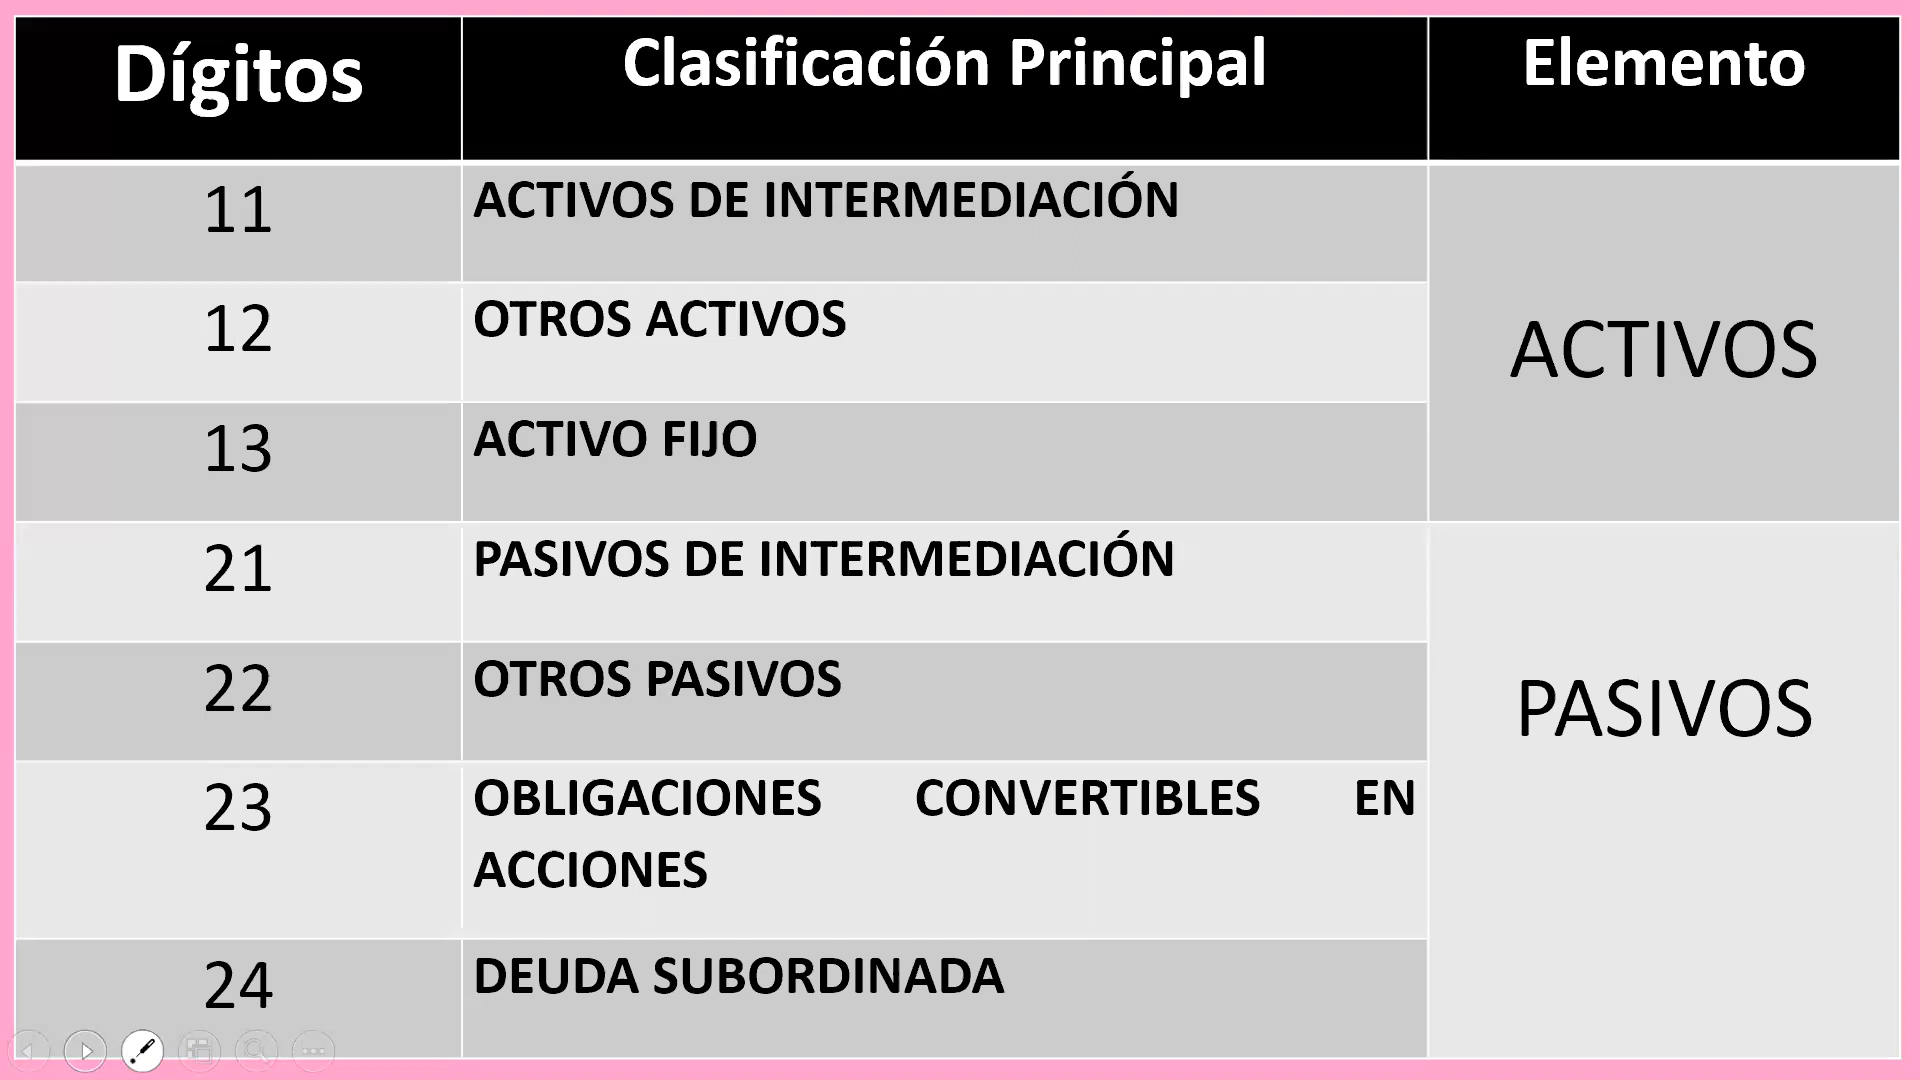 Dígitos Clasificación Principal Elemento
11 ACTIVOS DE INTERMEDIACIÓN
12 OTROS ACTIVOS
ACTIVOS
13 ACTIVO FIJO
21 PASIVOS DE INTERMEDIACIÓN
22 OTROS PASIVOS
PASIVOS
23 OBLIGACIONES CONVERTIBLES EN
ACCIONES
24 DEUDA SUBORDINADA